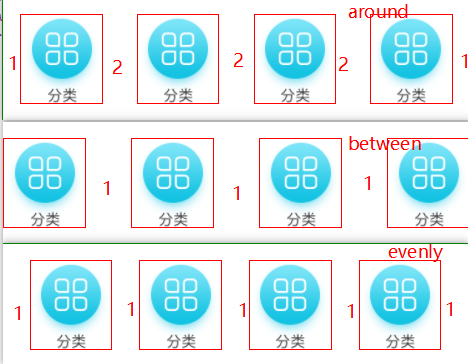 around
1 2 2 2 1
分类 分类 分类 分类
between
1 1 1
分类 分类 分类 分类
evenly
1 1 1 1 1
分类 分类 分类 分类